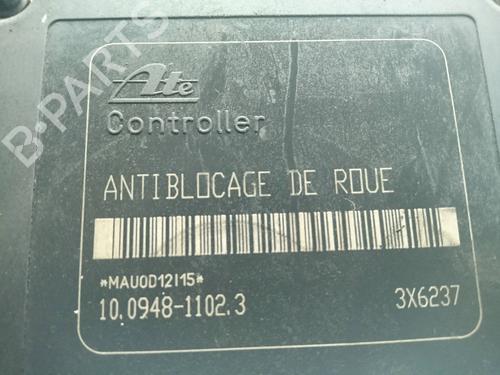 B-PARTS
Ate
Controller
ANTIBLOCAGE DE ROUE
*MAU0D12I15*
10.0948-1102.3 3X6237